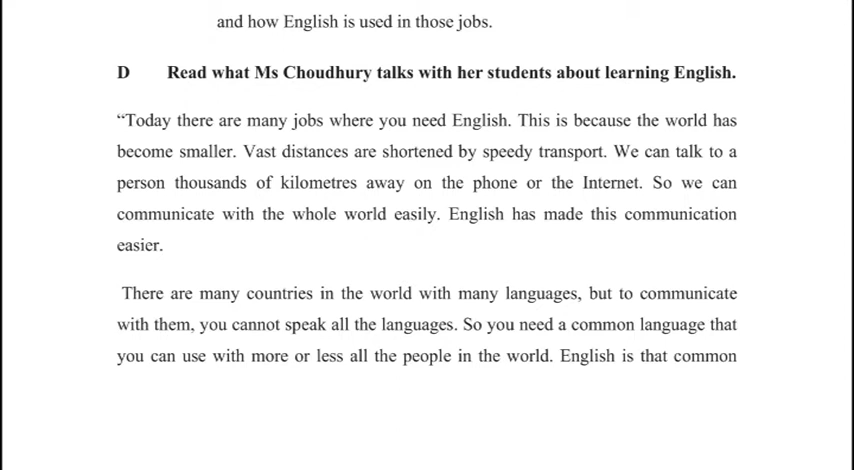 and how English is used in those jobs.
D Read what Ms Choudhury talks with her students about learning English.
“Today there are many jobs where you need English. This is because the world has
become smaller. Vast distances are shortened by speedy transport. We can talk to a
person thousands of kilometres away on the phone or the Internet. So we can
communicate with the whole world easily. English has made this communication
easier.
There are many countries in the world with many languages, but to communicate
with them, you cannot speak all the languages. So you need a common language that
you can use with more or less all the people in the world. English is that common